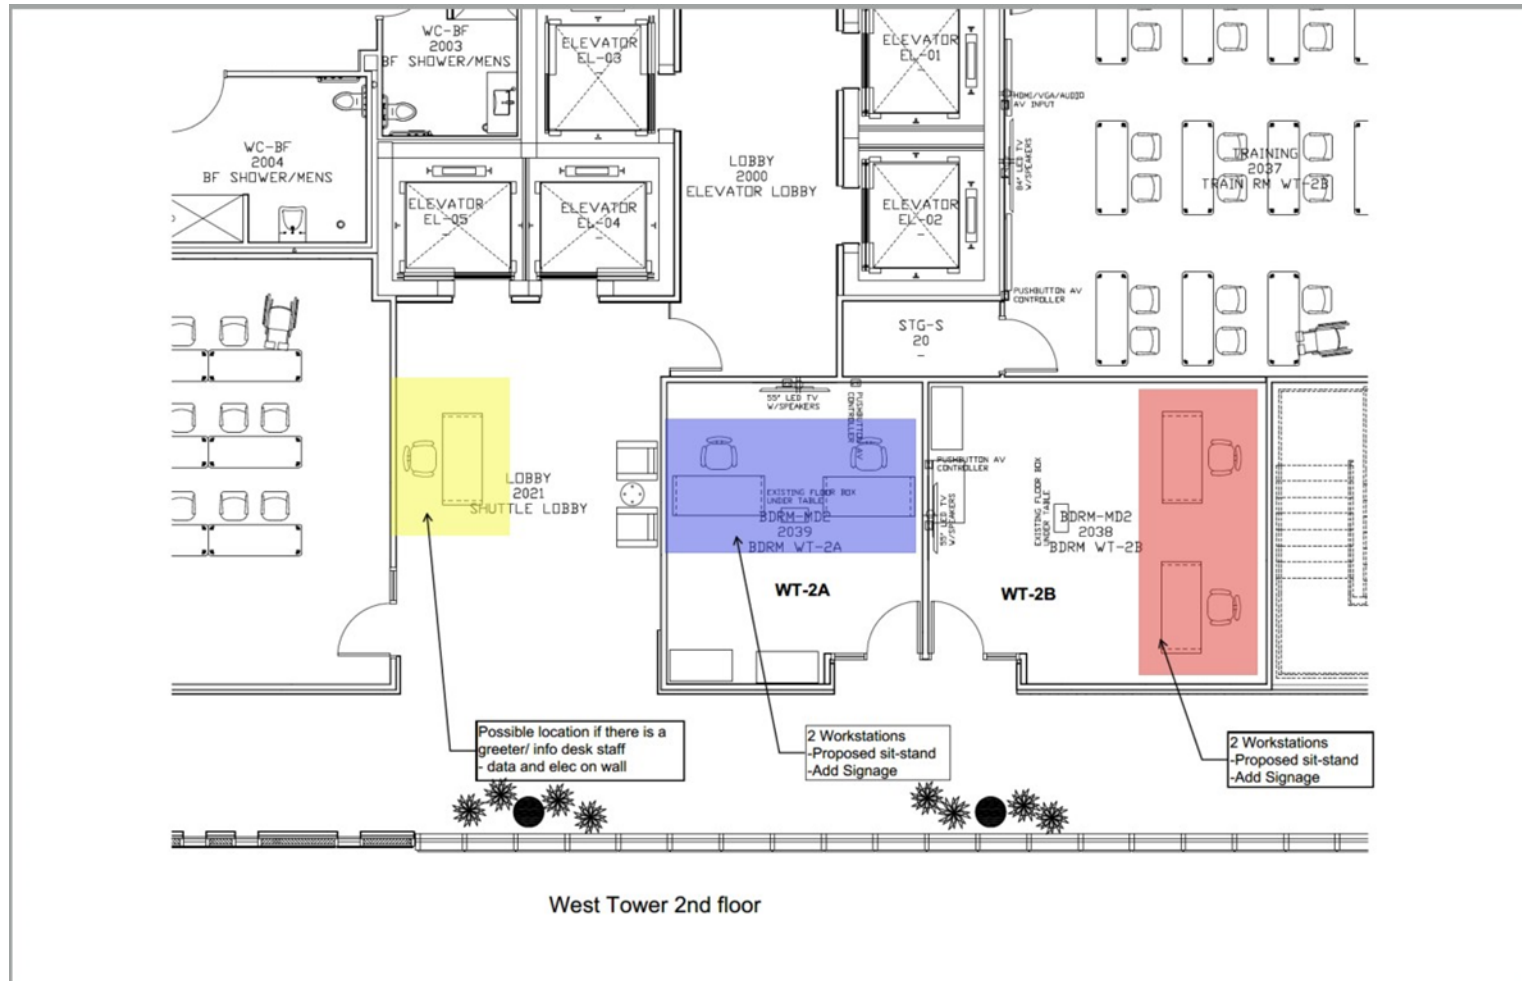 WC-BF
2003
BF SHOWER/MENS
ELEVATOR
EL-03
-
ELEVATOR
EL-01
-
HDMI/VGA/AUDIO
AV INPUT
WC-BF
2004
BF SHOWER/MENS
LOBBY
2000
ELEVATOR LOBBY
84" LED TV
W/SPEAKERS
TRAINING
2037
TRAIN RM WT-2B
ELEVATOR
EL-05
-
ELEVATOR
EL-04
-
ELEVATOR
EL-02
-
PUSHBUTTON AV
CONTROLLER
STG-S
20
-
55" LED TV
W/SPEAKERS
PUSHBUTTON AV
CONTROLLER
LOBBY
2021
SHUTTLE LOBBY
EXISTING FLOOR BOX
UNDER TABLE
BDRM-MD2
2039
BDRM WT-2A
WT-2A
PUSHBUTTON AV
CONTROLLER
55" LED TV
W/SPEAKERS
EXISTING FLOOR BOX
UNDER TABLE
BDRM-MD2
2038
BDRM WT-2B
WT-2B
Possible location if there is a
greeter/ info desk staff
- data and elec on wall
2 Workstations
-Proposed sit-stand
-Add Signage
2 Workstations
-Proposed sit-stand
-Add Signage
West Tower 2nd floor